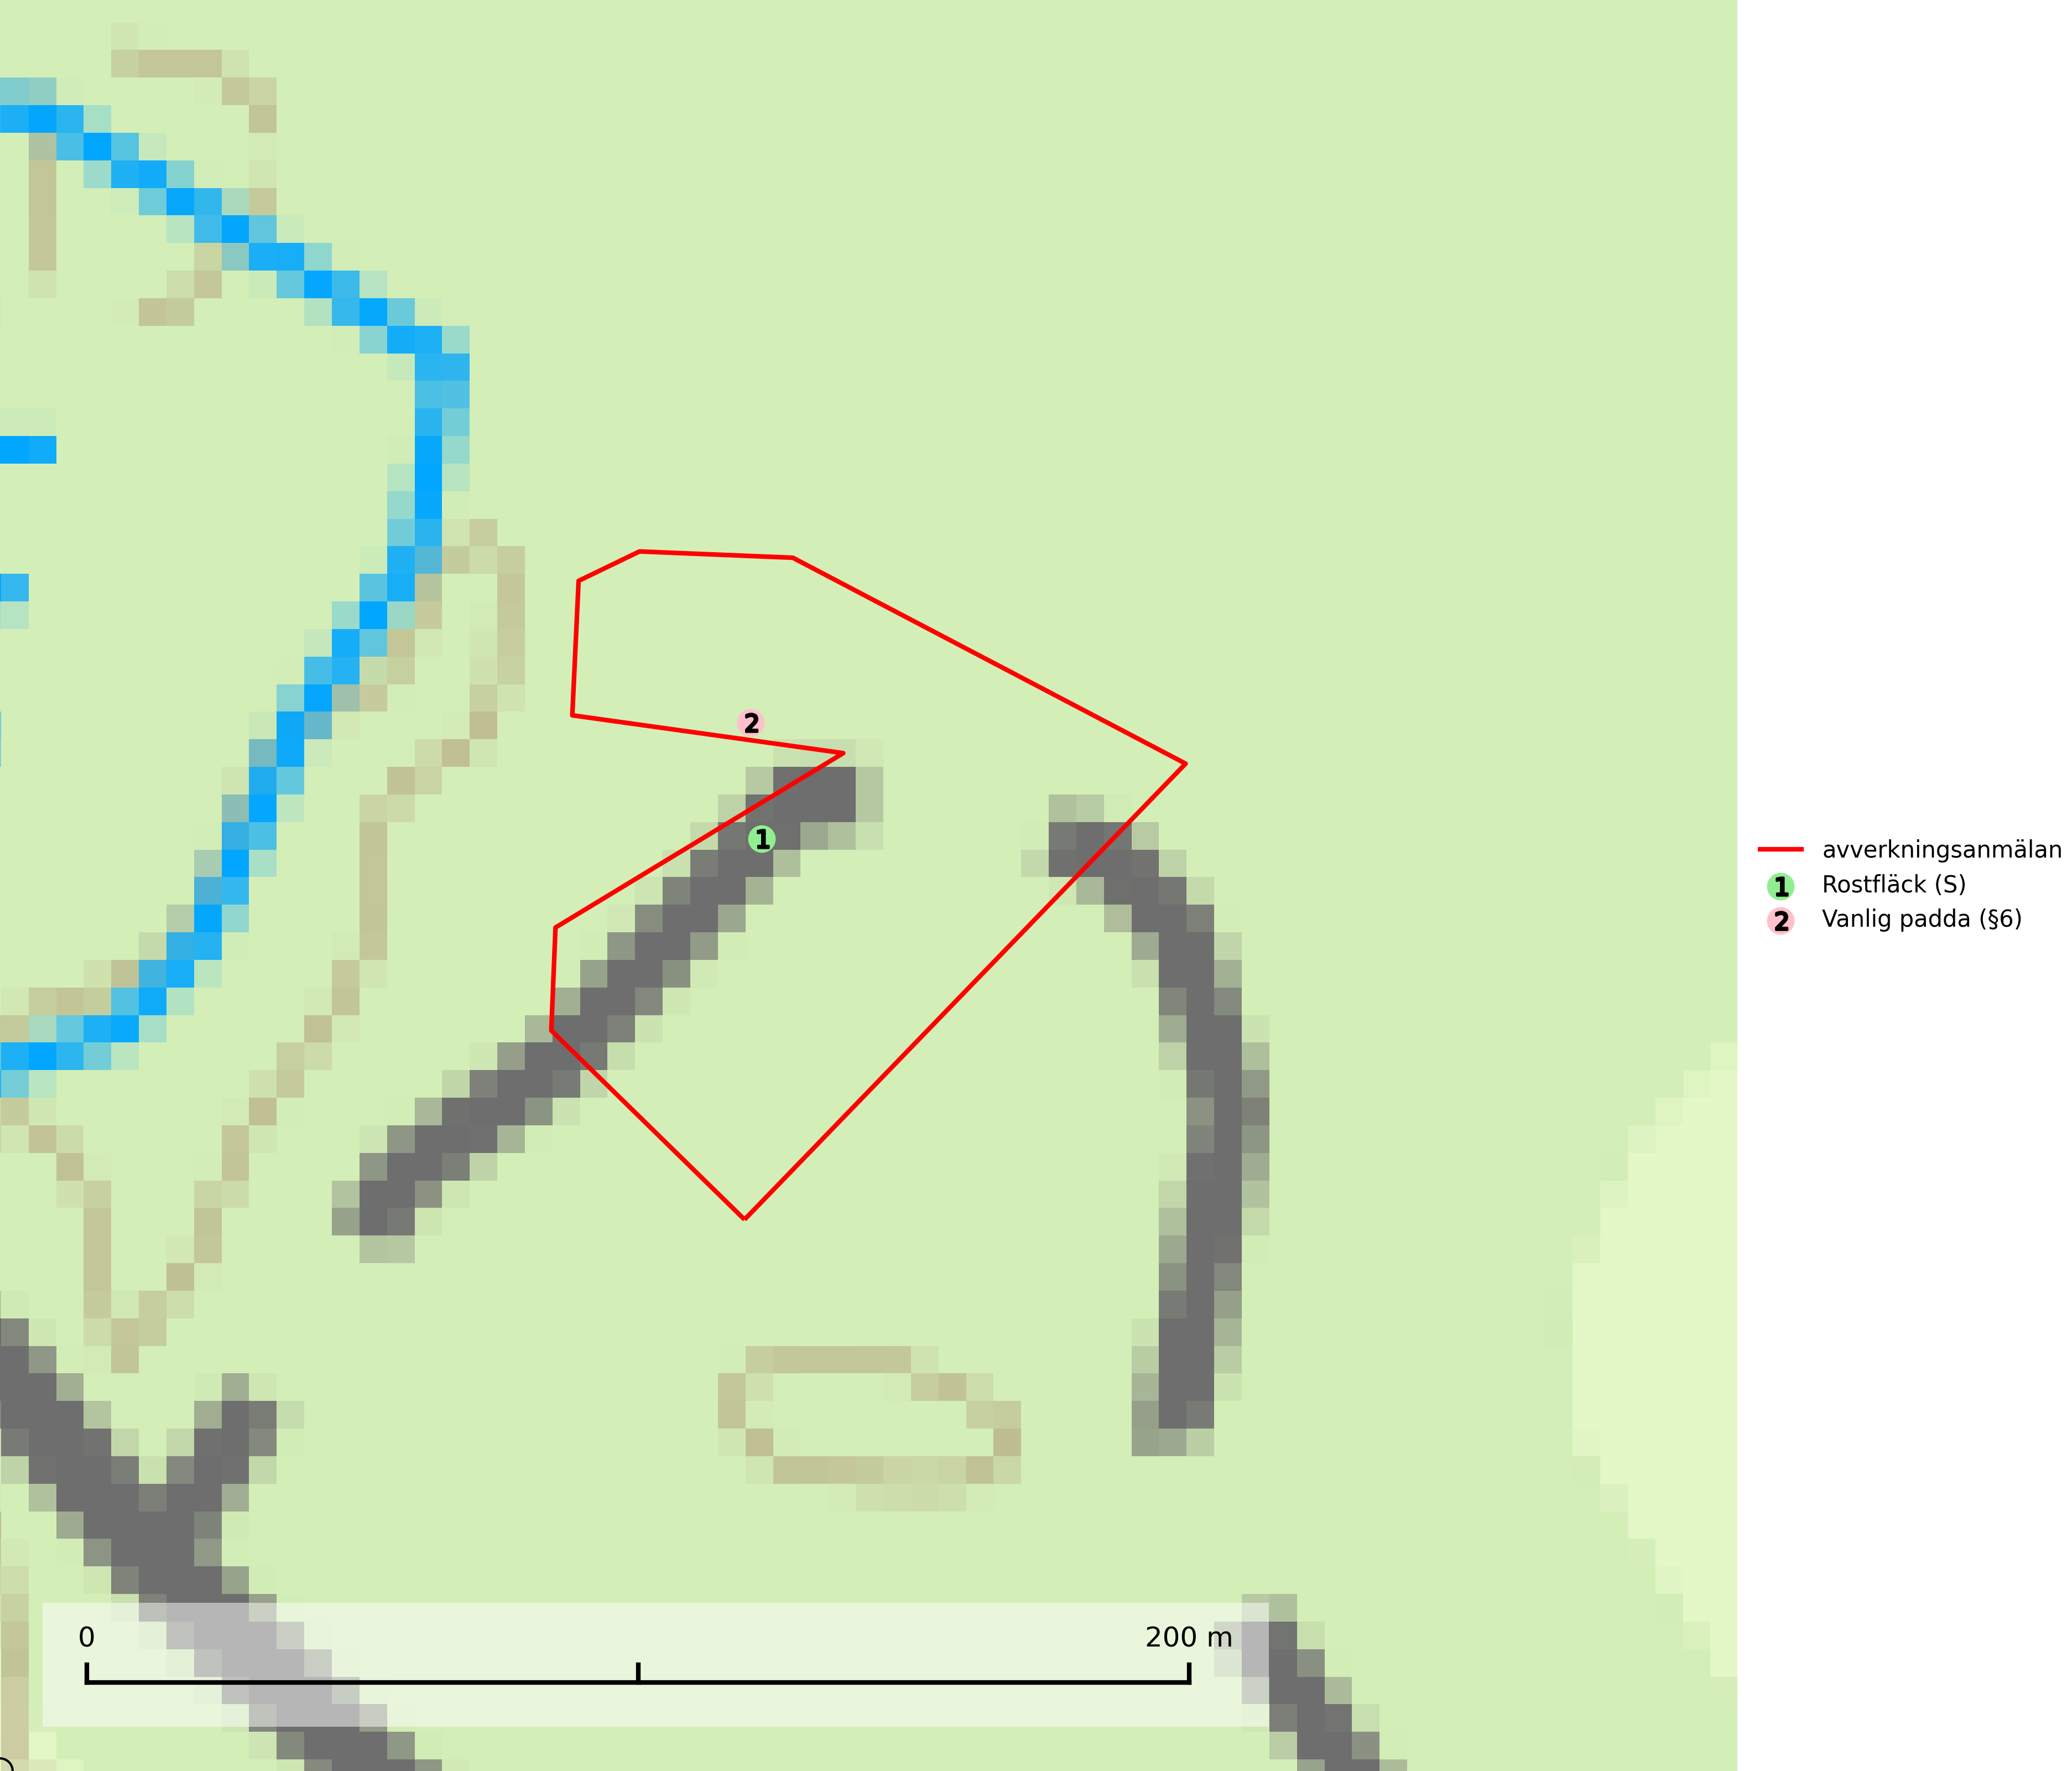 2
1
avverkningsanmälan
1 Rostfläck (S)
2 Vanlig padda (§6)
0 200 m